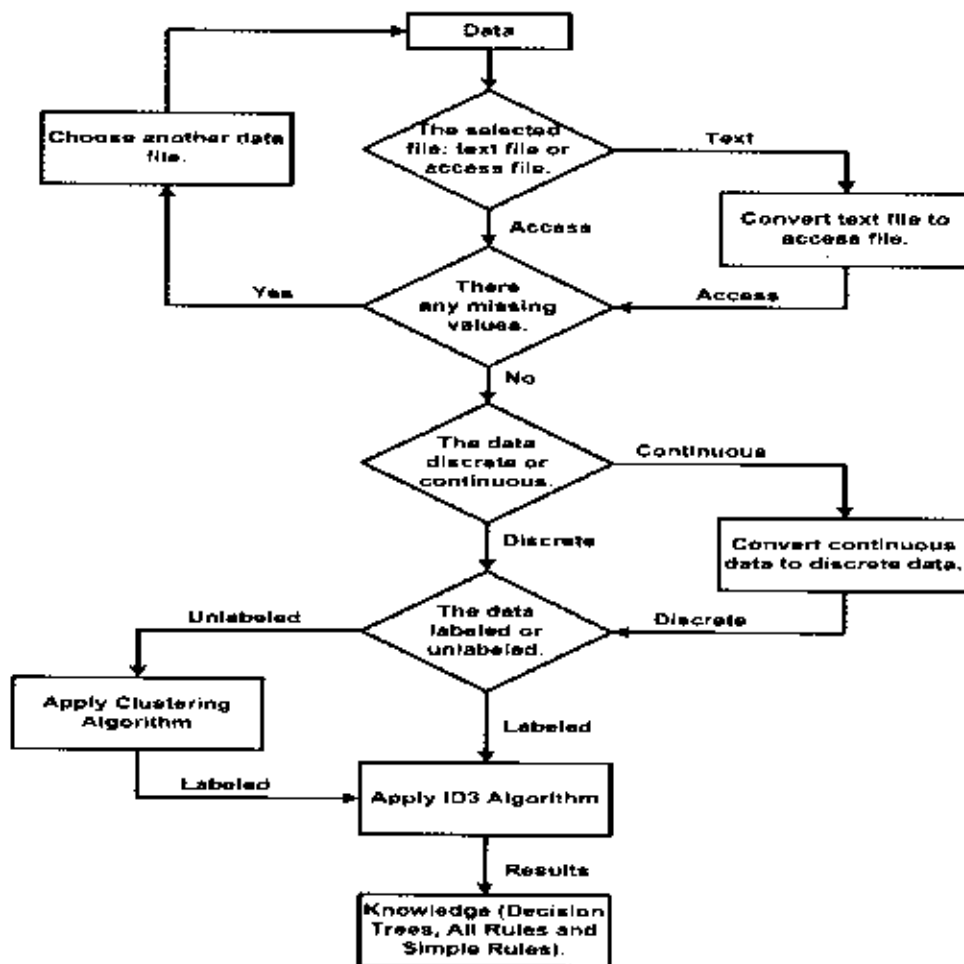 Data
Choose another data
file.
The selected
file: text file or
access file.
Text
Convert text file to
access file.
Access
Yes
There
any missing
values.
Access
No
The data
discrete or
continuous.
Continuous
Convert continuous
data to discrete data.
Discrete
Unlabeled
The data
labeled or
unlabeled.
Discrete
Apply Clustering
Algorithm
Labeled
Labeled
Apply ID3 Algorithm
Results
Knowledge (Decision
Trees, All Rules and
Simple Rules).